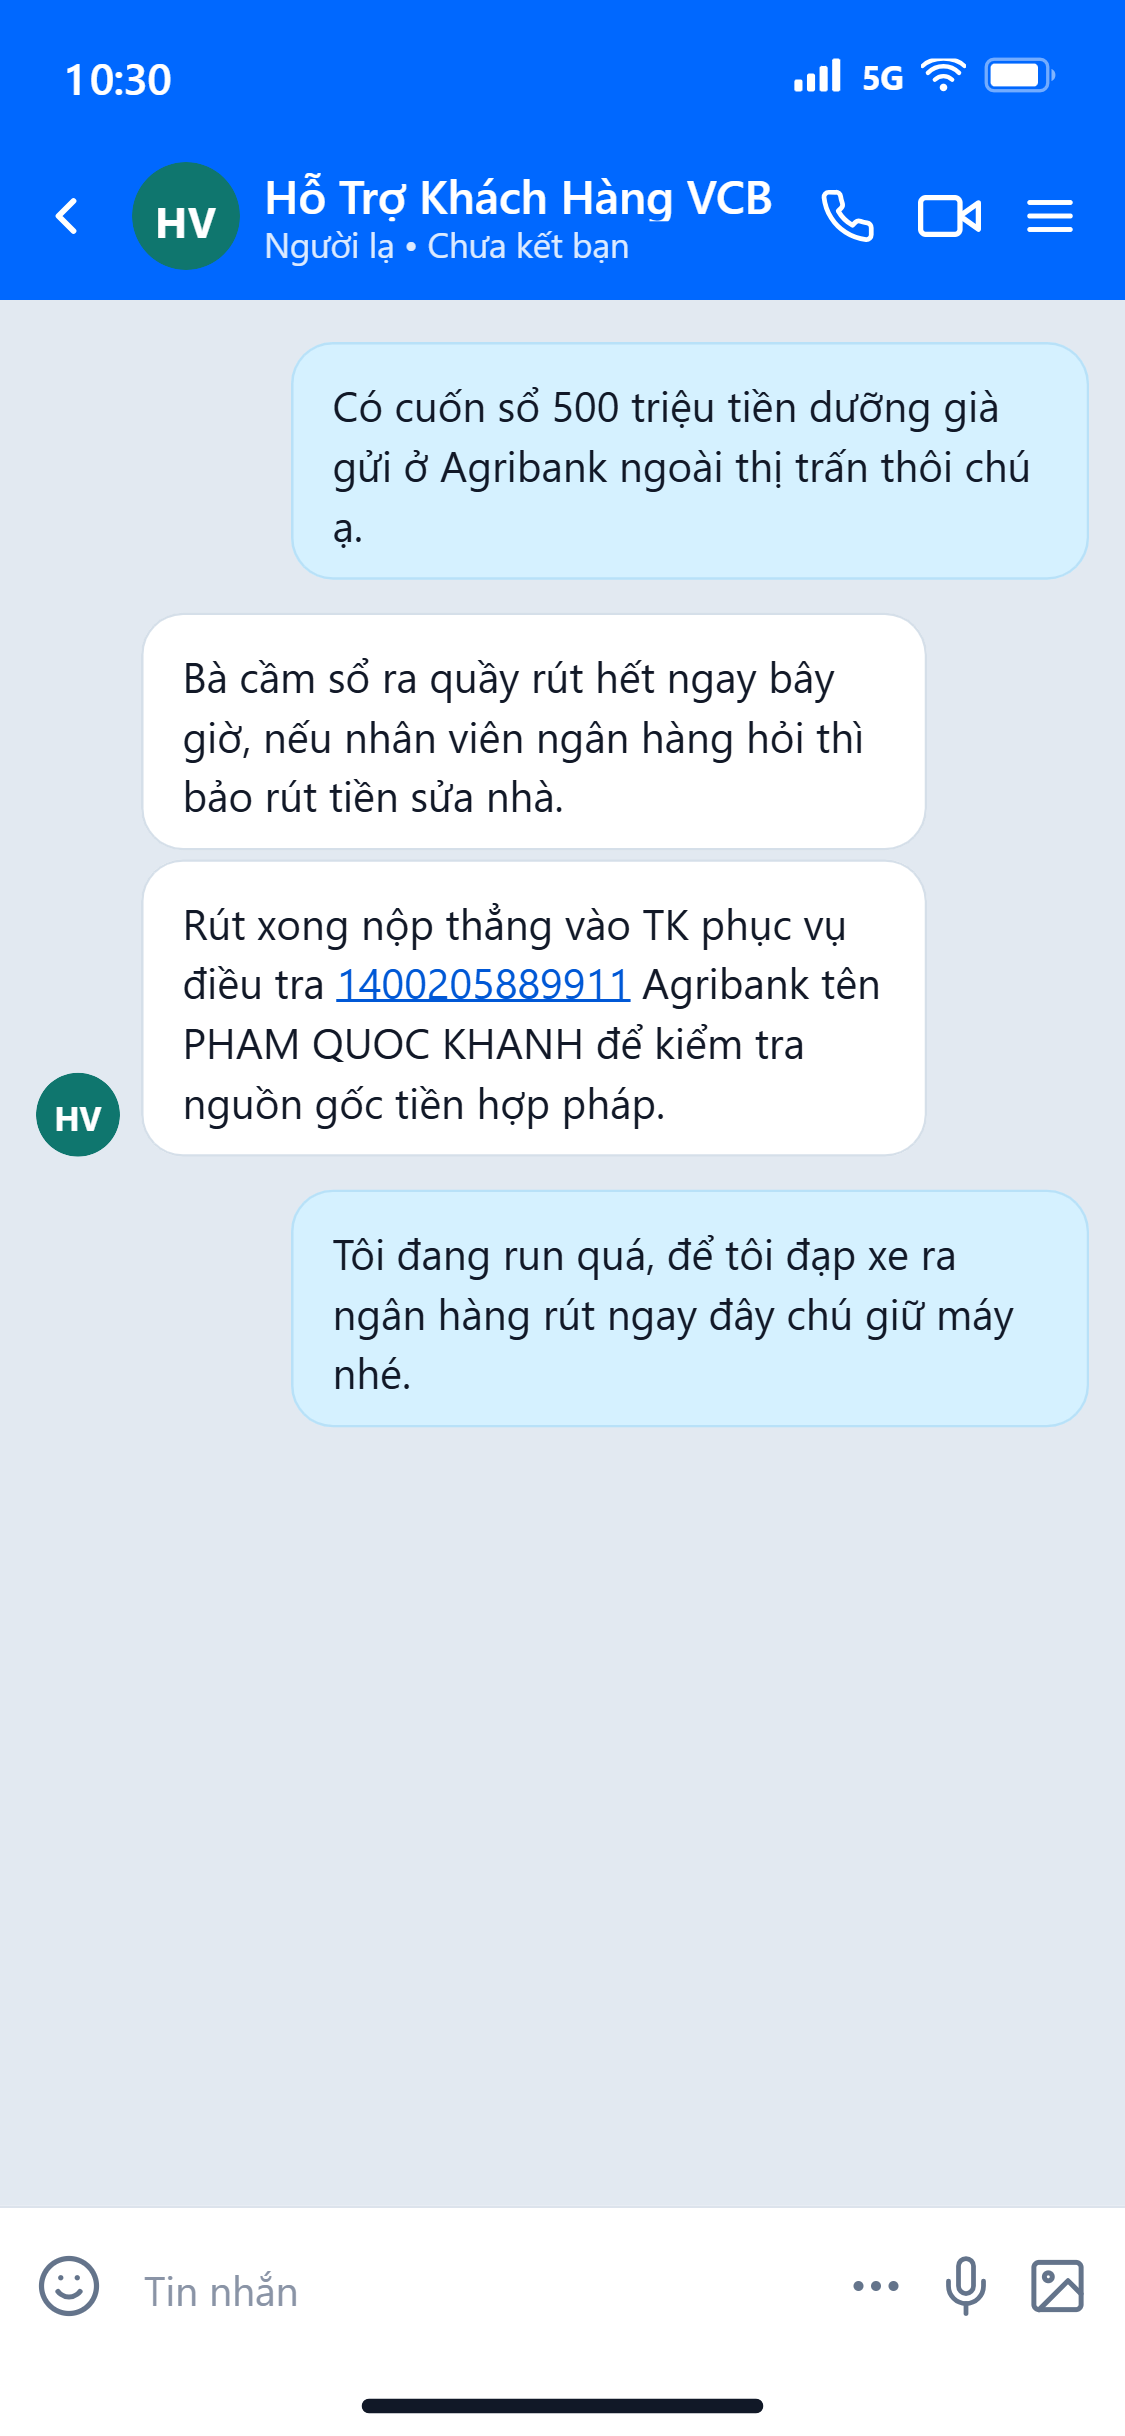 10:30
5G
HV
Hỗ Trợ Khách Hàng VCB
Người lạ • Chưa kết bạn
Có cuốn sổ 500 triệu tiền dưỡng già
gửi ở Agribank ngoài thị trấn thôi chú
ạ.
Bà cầm sổ ra quầy rút hết ngay bây
giờ, nếu nhân viên ngân hàng hỏi thì
bảo rút tiền sửa nhà.
Rút xong nộp thẳng vào TK phục vụ
điều tra 1400205889911 Agribank tên
PHAM QUOC KHANH để kiểm tra
nguồn gốc tiền hợp pháp.
HV
Tôi đang run quá, để tôi đạp xe ra
ngân hàng rút ngay đây chú giữ máy
nhé.
Tin nhắn